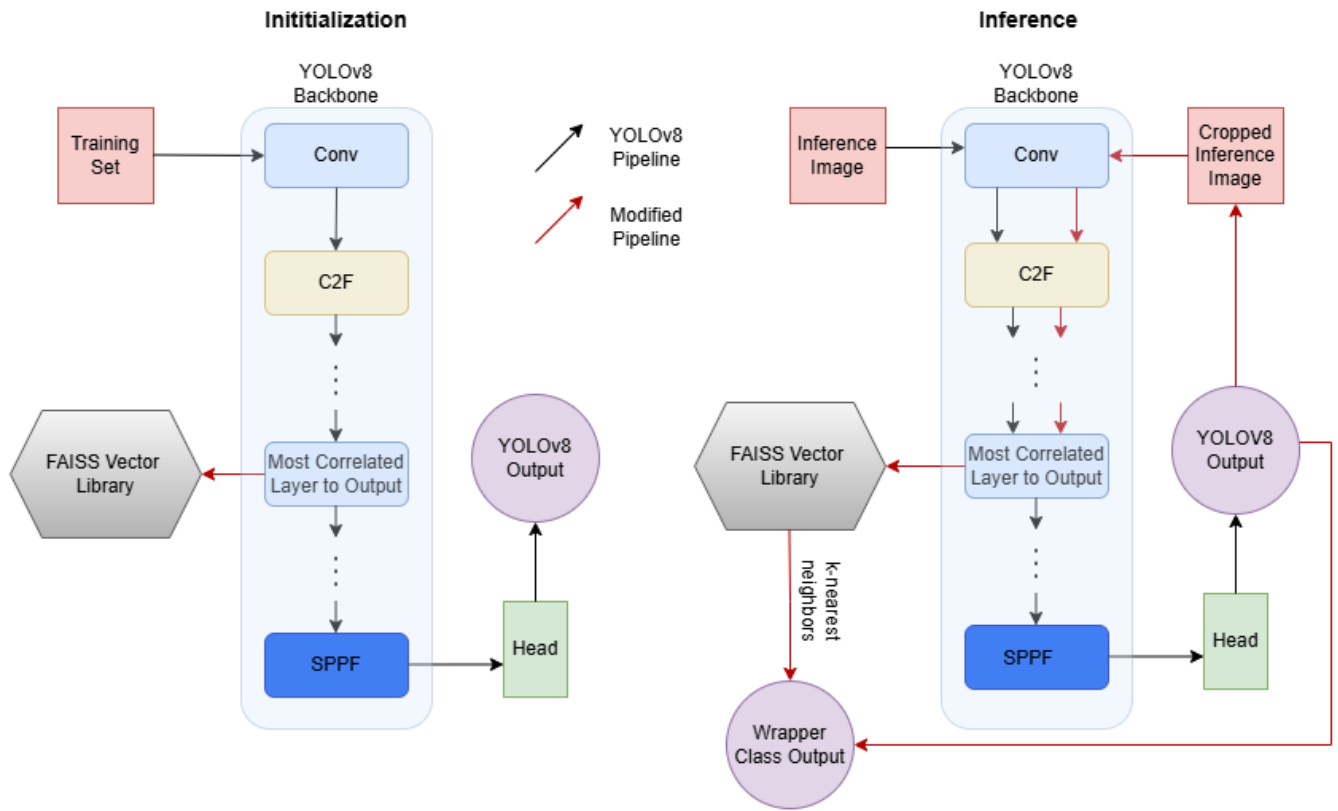 Inititialization
YOLOv8
Backbone
Training
Set
Conv
C2F
FAISS Vector
Library
Most Correlated
Layer to Output
YOLOv8
Output
SPPF
Head
YOLOv8
Pipeline
Modified
Pipeline
Inference
YOLOv8
Backbone
Inference
Image
Conv
Cropped
Inference
Image
C2F
FAISS Vector
Library
Most Correlated
Layer to Output
YOLOV8
Output
k-nearest
neighbors
SPPF
Head
Wrapper
Class Output